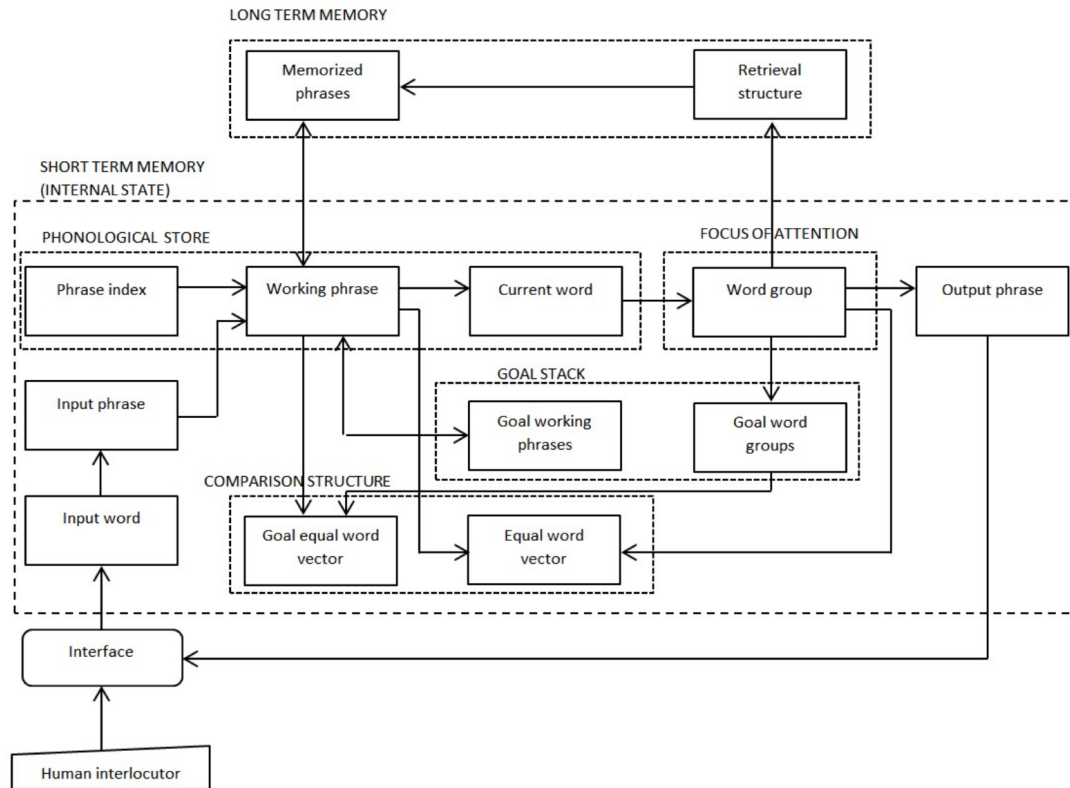 LONG TERM MEMORY
Memorized
phrases
Retrieval
structure
SHORT TERM MEMORY
(INTERNAL STATE)
PHONOLOGICAL STORE
FOCUS OF ATTENTION
Phrase index
Working phrase
Current word
Word group
Output phrase
GOAL STACK
Input phrase
Goal working
phrases
Goal word
groups
COMPARISON STRUCTURE
Input word
Goal equal word
vector
Equal word
vector
Interface
Human interlocutor